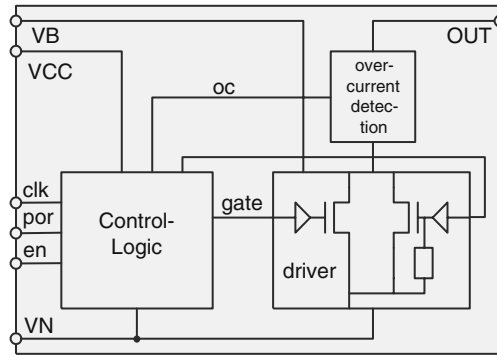 VB
OUT
VCC
over-
current
detec-
tion
oc
clk
por
en
Control-
Logic
gate
driver
VN